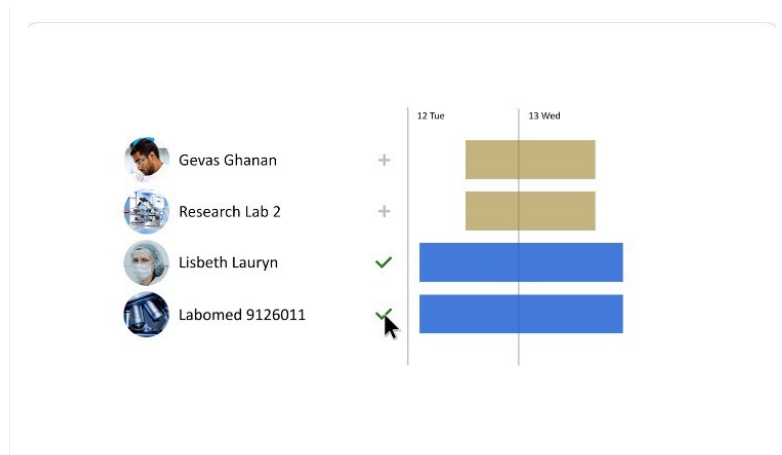 12 Tue
13 Wed
Gevas Ghanan
Research Lab 2
Lisbeth Lauryn
Labomed 9126011